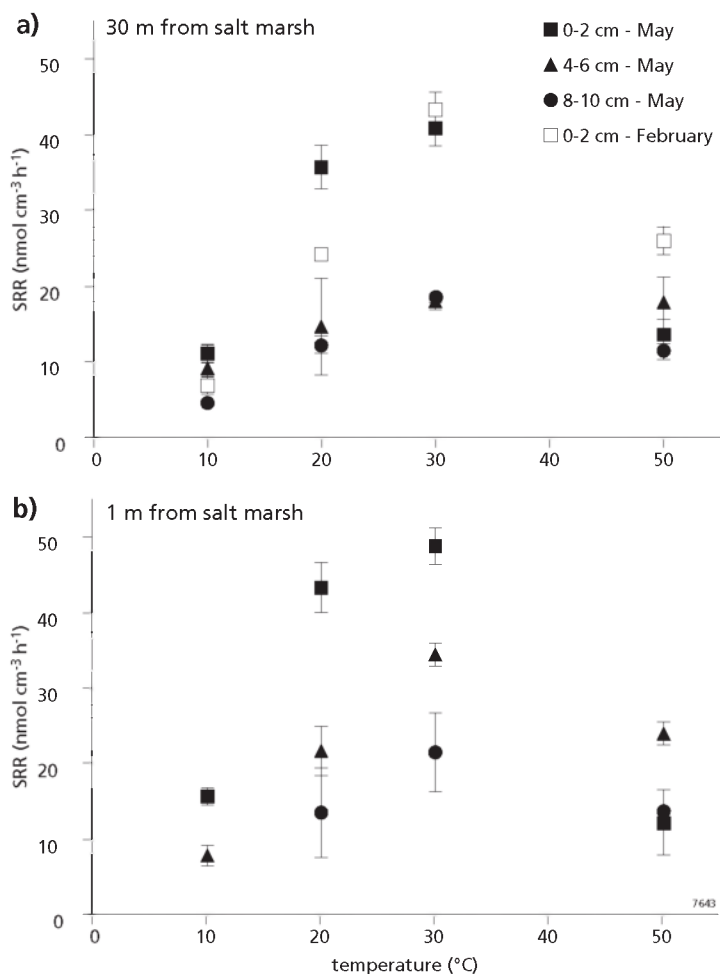 a) 30 m from salt marsh
0-2 cm - May
4-6 cm - May
8-10 cm - May
0-2 cm - February
SRR (nmol cm-3 h-1)
50
40
30
20
10
0
0 10 20 30 40 50
b) 1 m from salt marsh
SRR (nmol cm-3 h-1)
50
40
30
20
10
0
7643
0 10 20 30 40 50
temperature (°C)